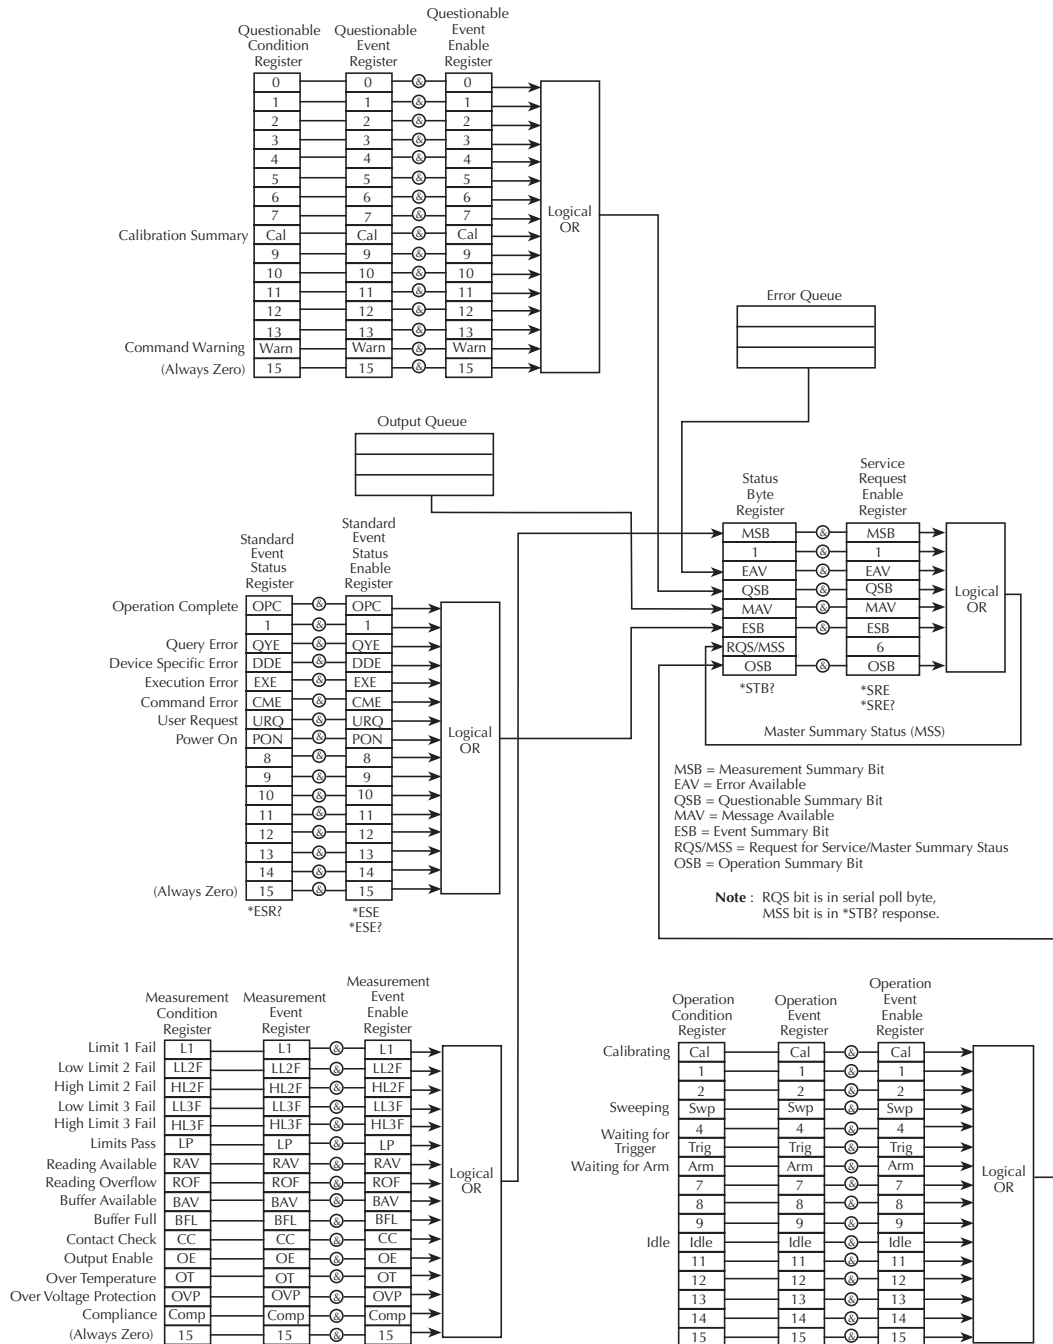 Questionable Condition Register
Questionable Event Register
Questionable Event Enable Register
0 & 0 & 0
1 1 & 1
2 2 & 2
3 3 & 3
4 4 & 4
5 5 & 5
6 6 & 6
7 7 & 7
Calibration Summary Cal Cal & Cal
9 9 & 9
10 10 & 10
11 11 & 11
12 12 & 12
13 13 & 13
Command Warning Warn Warn & Warn
(Always Zero) 15 15 & 15
Logical OR
Error Queue
Output Queue
Status Byte Register
Service Request Enable Register
MSB & MSB
1 & 1
EAV & EAV
QSB & QSB
MAV & MAV
ESB & ESB
RQS/MSS 6
OSB & OSB
*STB?
*SRE
*SRE?
Logical OR
Master Summary Status (MSS)
Standard Event Status Register
Standard Event Status Enable Register
Operation Complete OPC & OPC
1 & 1
Query Error QYE & QYE
Device Specific Error DDE & DDE
Execution Error EXE & EXE
Command Error CME & CME
User Request URQ & URQ
Power On PON & PON
8 & 8
9 & 9
10 & 10
11 & 11
12 & 12
13 & 13
14 & 14
(Always Zero) 15 & 15
*ESR?
*ESE
*ESE?
Logical OR
MSB = Measurement Summary Bit
EAV = Error Available
QSB = Questionable Summary Bit
MAV = Message Available
ESB = Event Summary Bit
RQS/MSS = Request for Service/Master Summary Staus
OSB = Operation Summary Bit
Note : RQS bit is in serial poll byte,
MSS bit is in *STB? response.
Measurement Condition Register
Measurement Event Register
Measurement Event Enable Register
Limit 1 Fail L1 L1 & L1
Low Limit 2 Fail LL2F LL2F & LL2F
High Limit 2 Fail HL2F HL2F & HL2F
Low Limit 3 Fail LL3F LL3F & LL3F
High Limit 3 Fail HL3F HL3F & HL3F
Limits Pass LP LP & LP
Reading Available RAV RAV & RAV
Reading Overflow ROF ROF & ROF
Buffer Available BAV BAV & BAV
Buffer Full BFL BFL & BFL
Contact Check CC CC & CC
Output Enable OE OE & OE
Over Temperature OT OT & OT
Over Voltage Protection OVP OVP & OVP
Compliance Comp Comp & Comp
(Always Zero) 15 15 & 15
Logical OR
Operation Condition Register
Operation Event Register
Operation Event Enable Register
Calibrating Cal Cal & Cal
1 1 & 1
2 2 & 2
Sweeping Swp Swp & Swp
4 4 & 4
Waiting for Trigger Trig Trig & Trig
Waiting for Arm Arm Arm & Arm
7 7 & 7
8 8 & 8
9 9 & 9
Idle Idle Idle & Idle
11 11 & 11
12 12 & 12
13 13 & 13
14 14 & 14
15 15 & 15
Logical OR